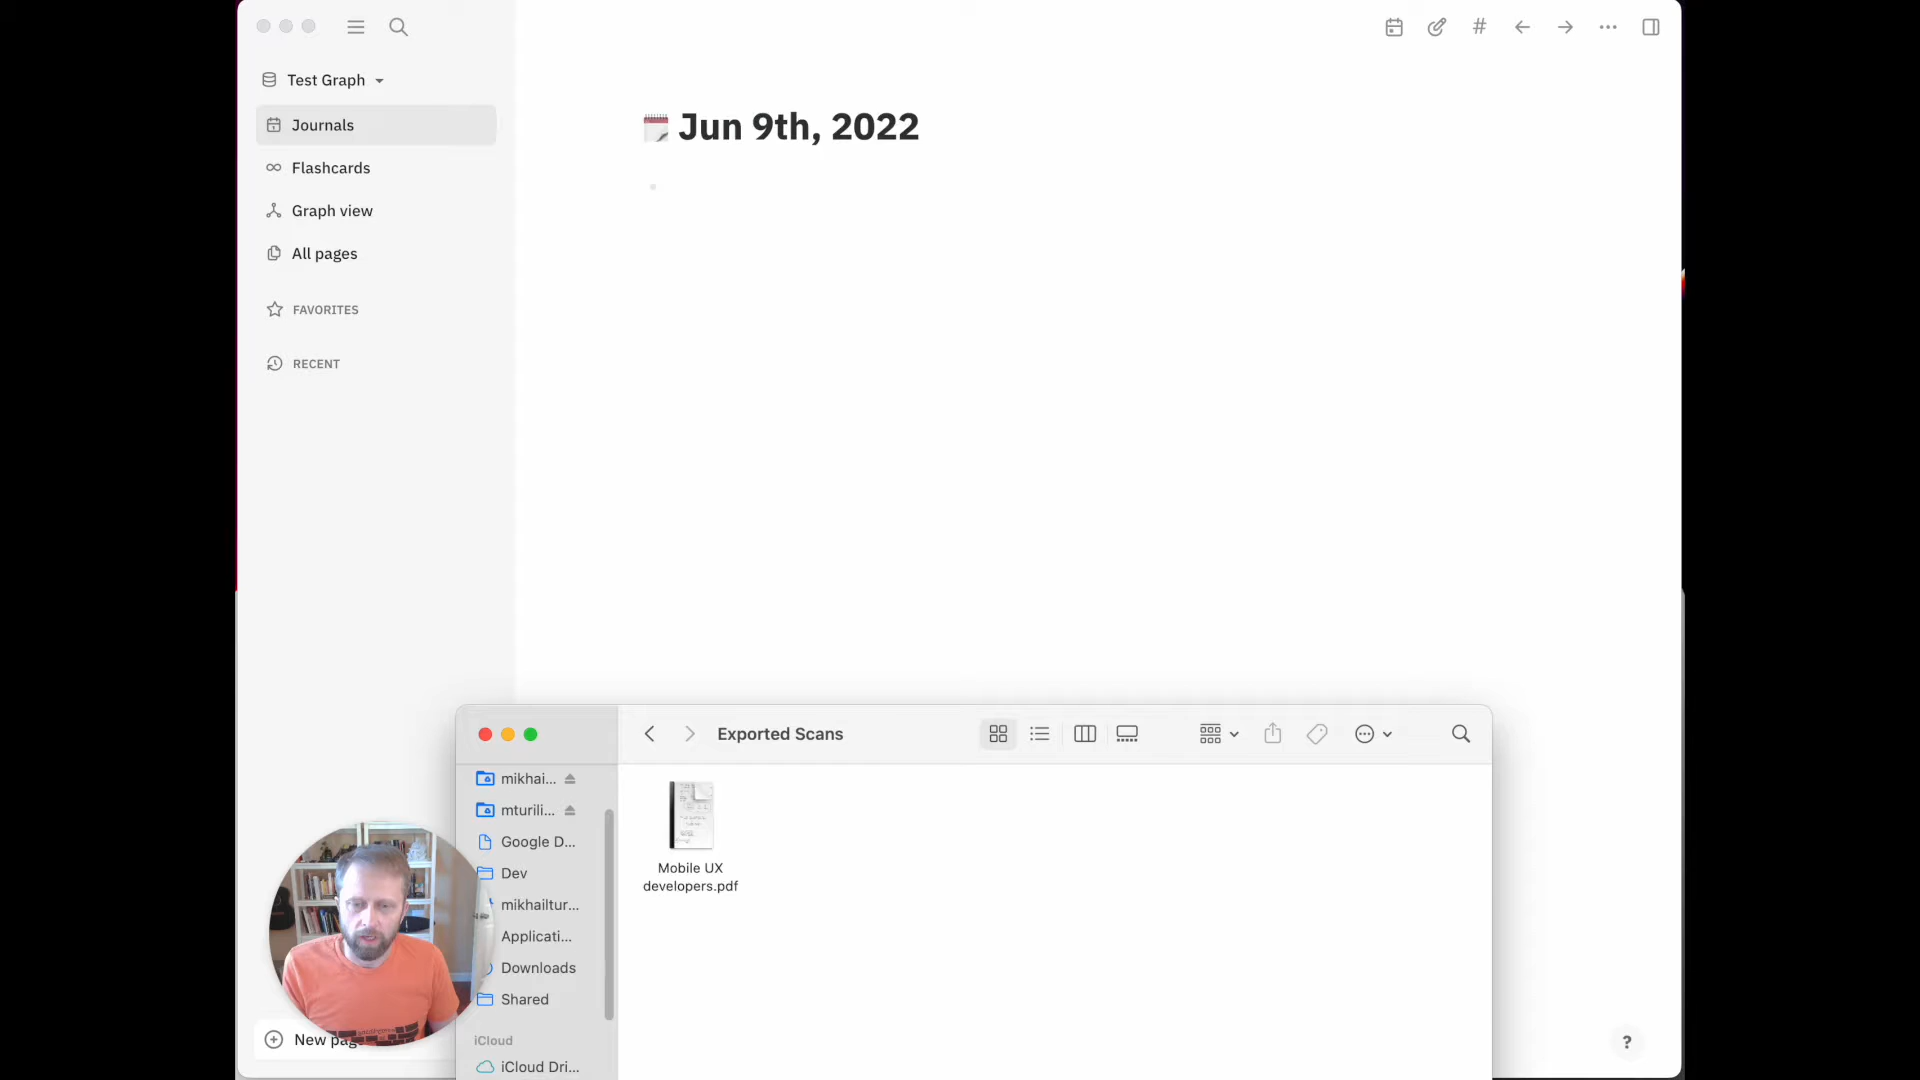 Test Graph
Journals
Flashcards
Graph view
All pages
FAVORITES
RECENT
Jun 9th, 2022
Exported Scans
mikhai...
mturili...
Google D...
Dev
mikhailtur...
Applicati...
Downloads
Shared
iCloud
iCloud Dri...
Mobile UX
developers.pdf
New pag
?